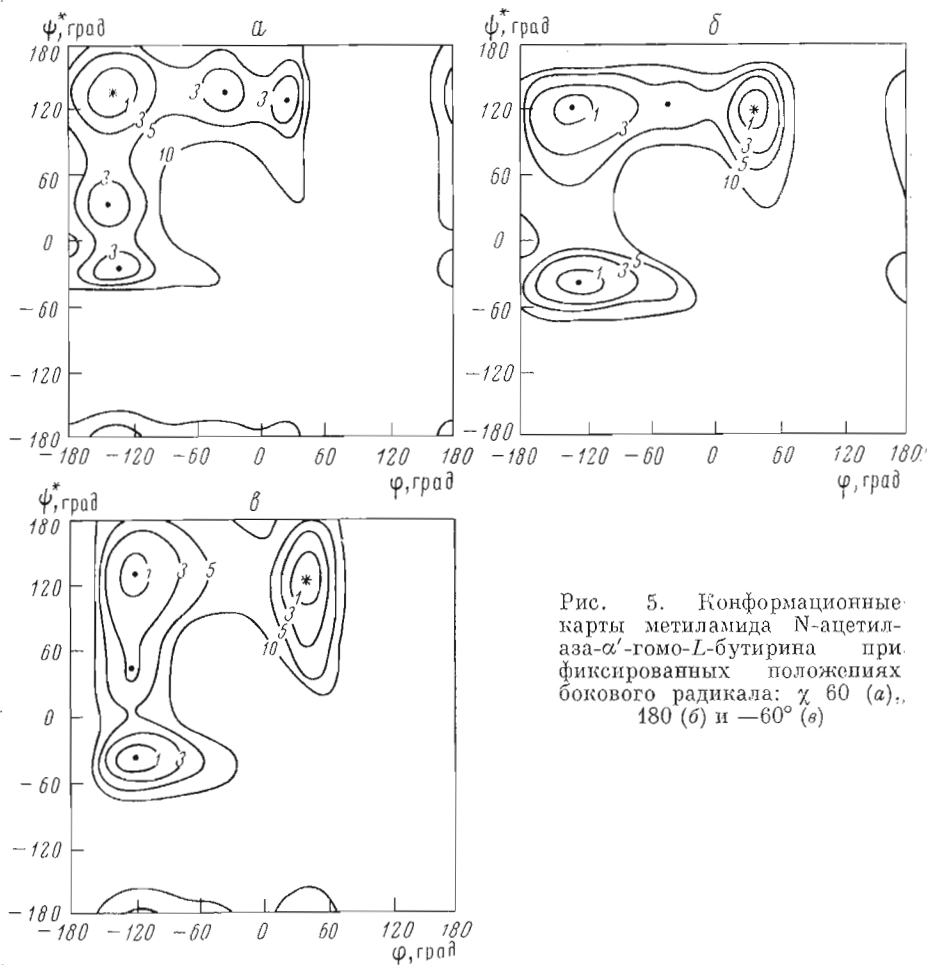 ψ*, град
а
180
120
60
0
−60
−120
−180
1
3
5
10
3
3
3
3
−180 −120 −60 0 60 120 180
φ, град
ψ*, град
б
180
120
60
0
−60
−120
−180
1
3
1
3
5
10
1
3
5
−180 −120 −60 0 60 120 180
φ, град
ψ*, град
в
180
120
60
0
−60
−120
−180
1
3
5
1
3
5
10
1
3
−180 −120 −60 0 60 120 180
φ, град
Рис. 5. Конформационные
карты метиламида N-ацетил-
аза-α′-гомо-L-бутирина при
фиксированных положениях
бокового радикала: χ 60 (а),
180 (б) и —60° (в)